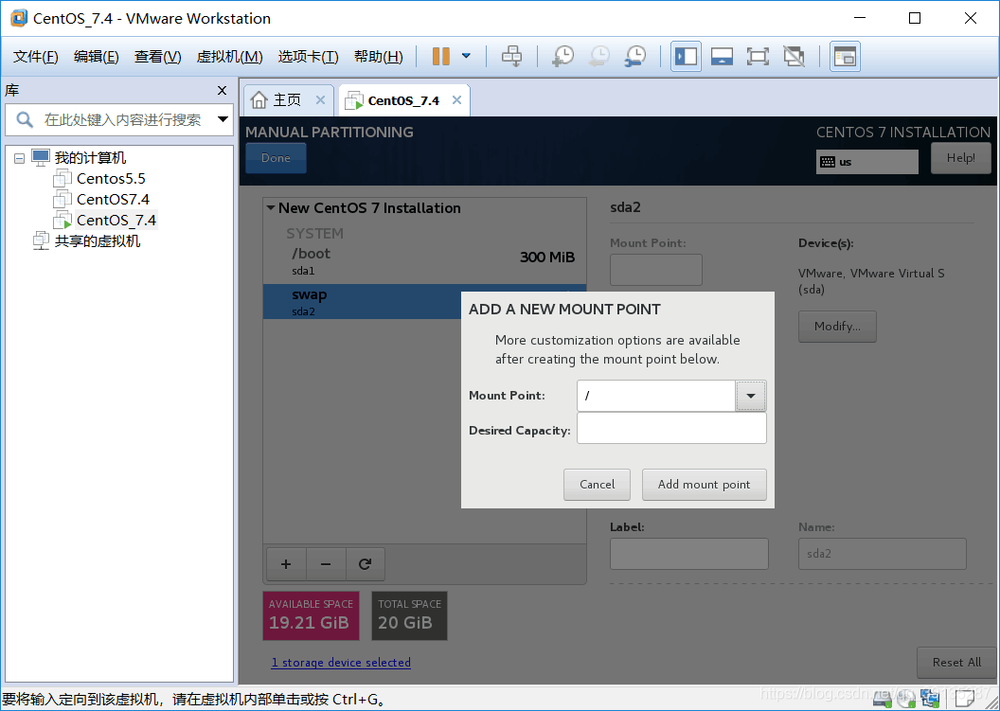 CentOS_7.4 - VMware Workstation
文件(F) 编辑(E) 查看(V) 虚拟机(M) 选项卡(T) 帮助(H)
库
在此处键入内容进行搜索
我的计算机
Centos5.5
CentOS7.4
CentOS_7.4
共享的虚拟机
主页
CentOS_7.4
MANUAL PARTITIONING
CENTOS 7 INSTALLATION
Done
us
Help!
New CentOS 7 Installation
SYSTEM
/boot
300 MiB
sda1
swap
sda2
sda2
Mount Point:
Device(s):
VMware, VMware Virtual S
(sda)
Modify...
ADD A NEW MOUNT POINT
More customization options are available
after creating the mount point below.
Mount Point:
/
Desired Capacity:
Cancel
Add mount point
Label:
Name:
sda2
+
−
AVAILABLE SPACE
19.21 GiB
TOTAL SPACE
20 GiB
1 storage device selected
Reset All
要将输入定向到该虚拟机，请在虚拟机内部单击或按 Ctrl+G。